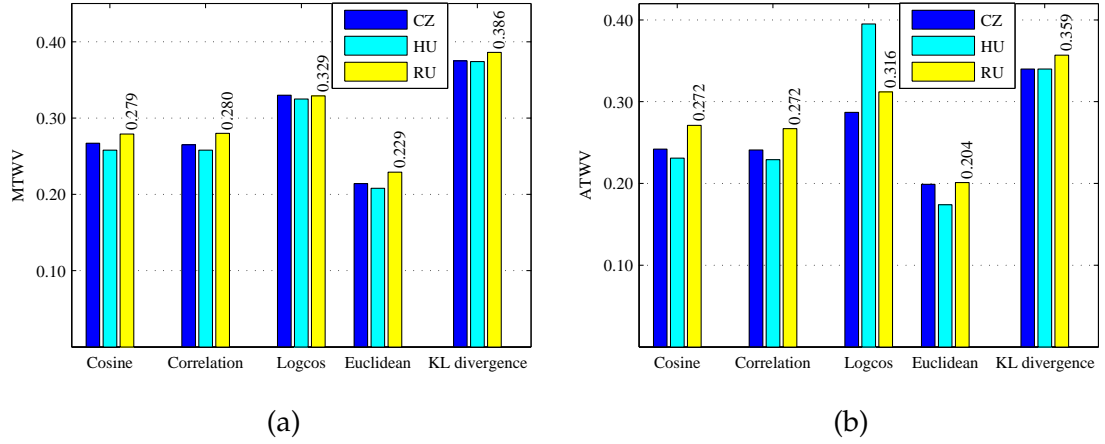 CZ
HU
RU
MTWV
0.40
0.30
0.20
0.10
0.279
0.280
0.329
0.229
0.386
Cosine Correlation Logcos Euclidean KL divergence
(a)
CZ
HU
RU
ATWV
0.40
0.30
0.20
0.10
0.272
0.272
0.316
0.204
0.359
Cosine Correlation Logcos Euclidean KL divergence
(b)